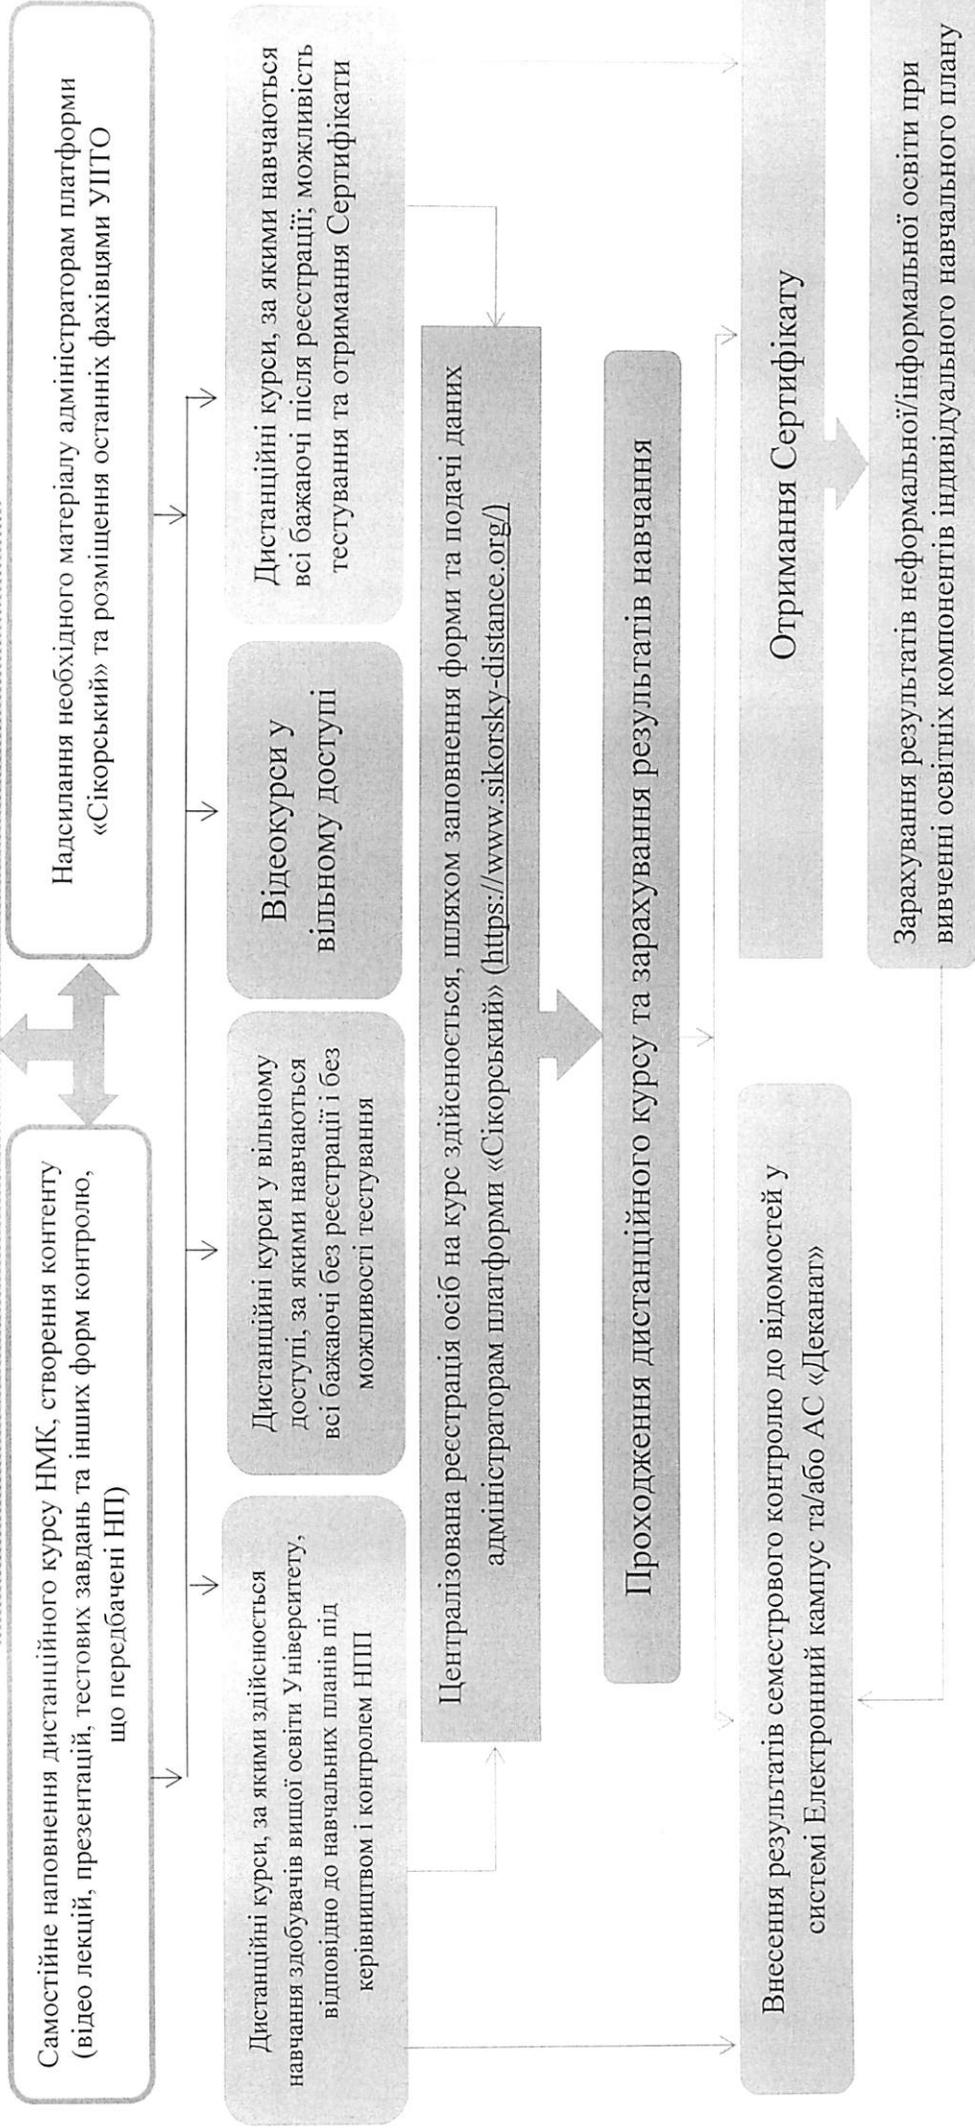 Самостійне наповнення дистанційного курсу НМК, створення контенту
(відео лекцій, презентацій, тестових завдань та інших форм контролю,
що передбачені НП)
Надсилання необхідного матеріалу адміністраторам платформи
«Сікорський» та розміщення останніх фахівцями УПТО
Дистанційні курси, за якими здійснюється
навчання здобувачів вищої освіти Університету,
відповідно до навчальних планів під
керівництвом і контролем НПП
Дистанційні курси у вільному
доступі, за якими навчаються
всі бажаючі без реєстрації і без
можливості тестування
Відеокурси у
вільному доступі
Дистанційні курси, за якими навчаються
всі бажаючі після реєстрації; можливість
тестування та отримання Сертифікати
Централізована реєстрація осіб на курс здійснюється, шляхом заповнення форми та подачі даних
адміністраторам платформи «Сікорський» (https://www.sikorsky-distance.org/)
Проходження дистанційного курсу та зарахування результатів навчання
Внесення результатів семестрового контролю до відомостей у
системі Електронний кампус та/або АС «Деканат»
Отримання Сертифікату
Зарахування результатів неформальної/інформальної освіти при
вивченні освітніх компонентів індивідуального навчального плану